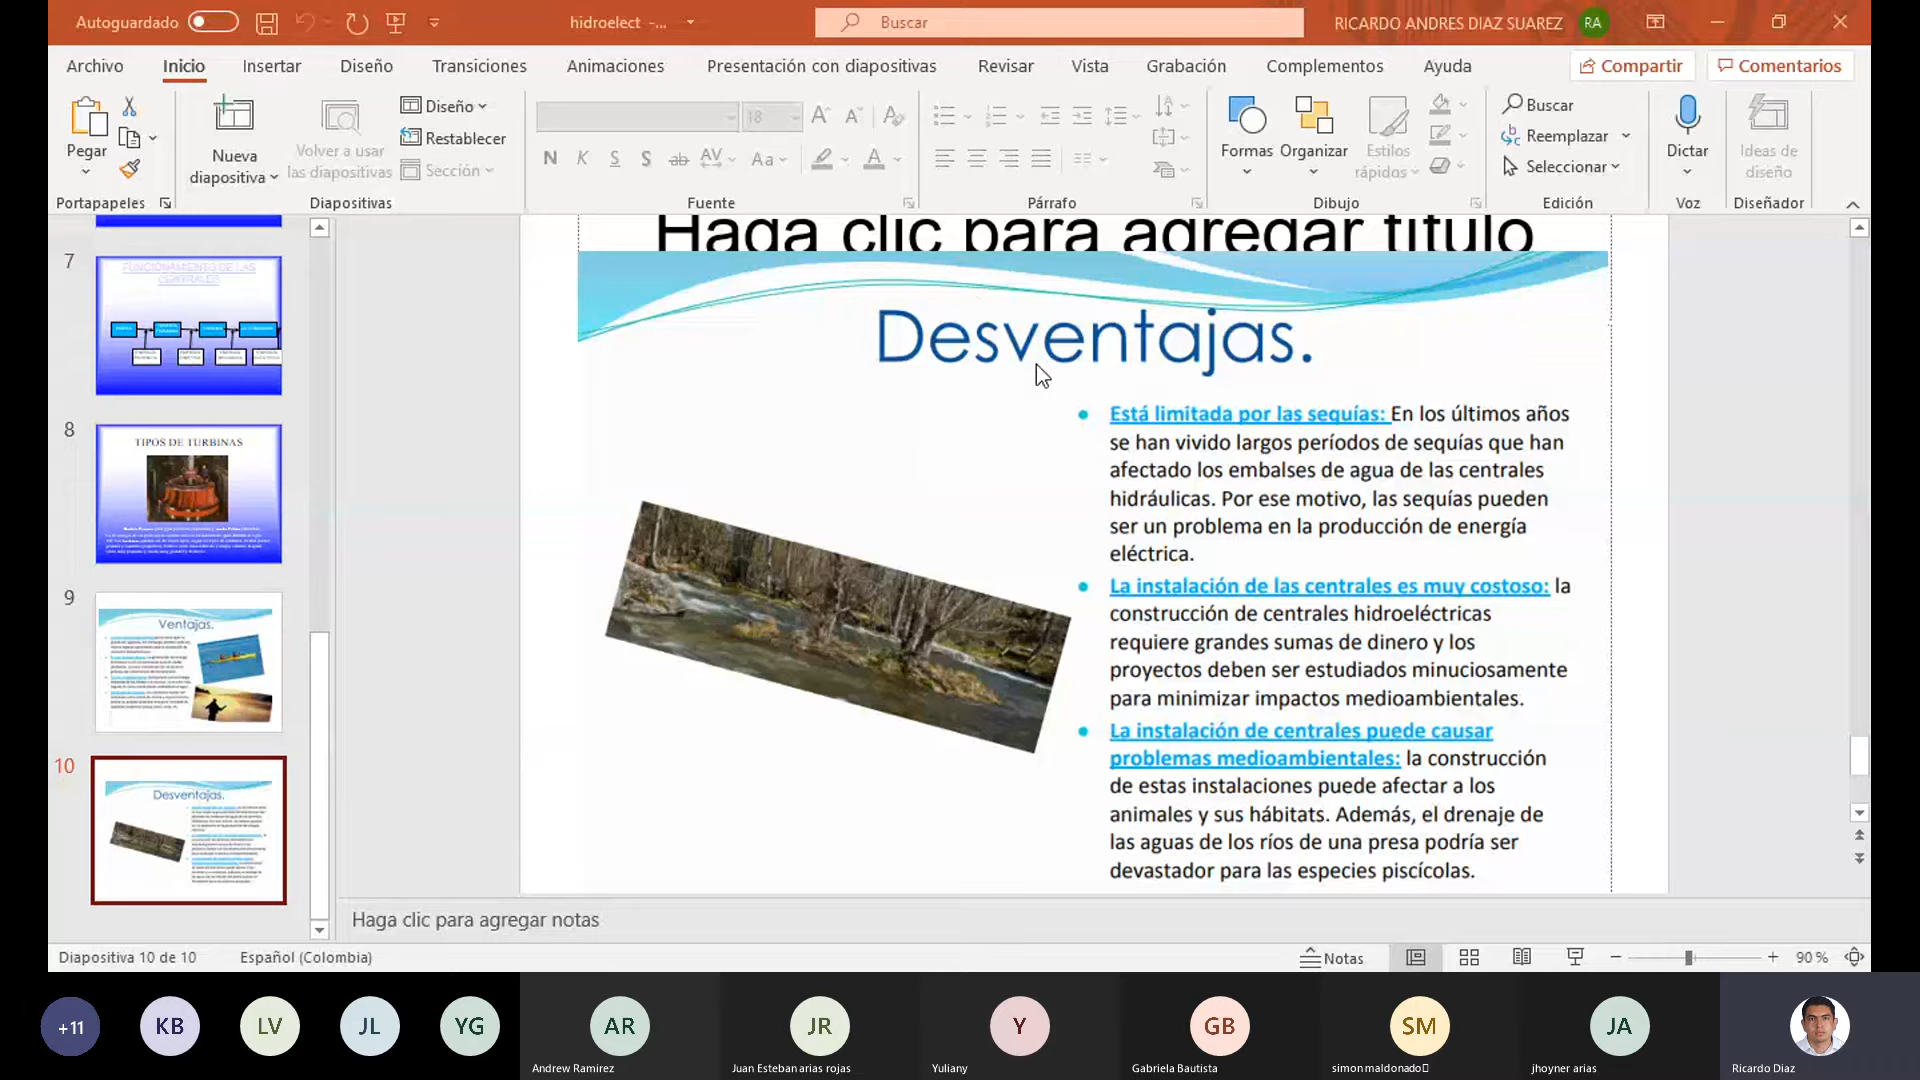 Autoguardado
hidroelect -...
Buscar
RICARDO ANDRES DIAZ SUAREZ
RA
Archivo
Inicio
Insertar
Diseño
Transiciones
Animaciones
Presentación con diapositivas
Revisar
Vista
Grabación
Complementos
Ayuda
Compartir
Comentarios
Pegar
Nueva
diapositiva
Volver a usar
las diapositivas
Diseño
Restablecer
Sección
18
N K S S ab AV Aa
A
Formas
Organizar
Estilos
rápidos
Buscar
Reemplazar
Seleccionar
Dictar
Ideas de
diseño
Portapapeles
Diapositivas
Fuente
Párrafo
Dibujo
Edición
Voz
Diseñador
7
FUNCIONAMIENTO DE LAS
CENTRALES
8
TIPOS DE TURBINAS
9
Ventajas.
10
Desventajas.
Haga clic para agregar título
Desventajas.
Está limitada por las sequías: En los últimos años
se han vivido largos períodos de sequías que han
afectado los embalses de agua de las centrales
hidráulicas. Por ese motivo, las sequías pueden
ser un problema en la producción de energía
eléctrica.
La instalación de las centrales es muy costoso: la
construcción de centrales hidroeléctricas
requiere grandes sumas de dinero y los
proyectos deben ser estudiados minuciosamente
para minimizar impactos medioambientales.
La instalación de centrales puede causar
problemas medioambientales: la construcción
de estas instalaciones puede afectar a los
animales y sus hábitats. Además, el drenaje de
las aguas de los ríos de una presa podría ser
devastador para las especies piscícolas.
Haga clic para agregar notas
Diapositiva 10 de 10
Español (Colombia)
Notas
90 %
+11
KB
LV
JL
YG
AR
Andrew Ramirez
JR
Juan Esteban arias rojas
Y
Yuliany
GB
Gabriela Bautista
SM
simon maldonado
JA
jhoyner arias
Ricardo Diaz